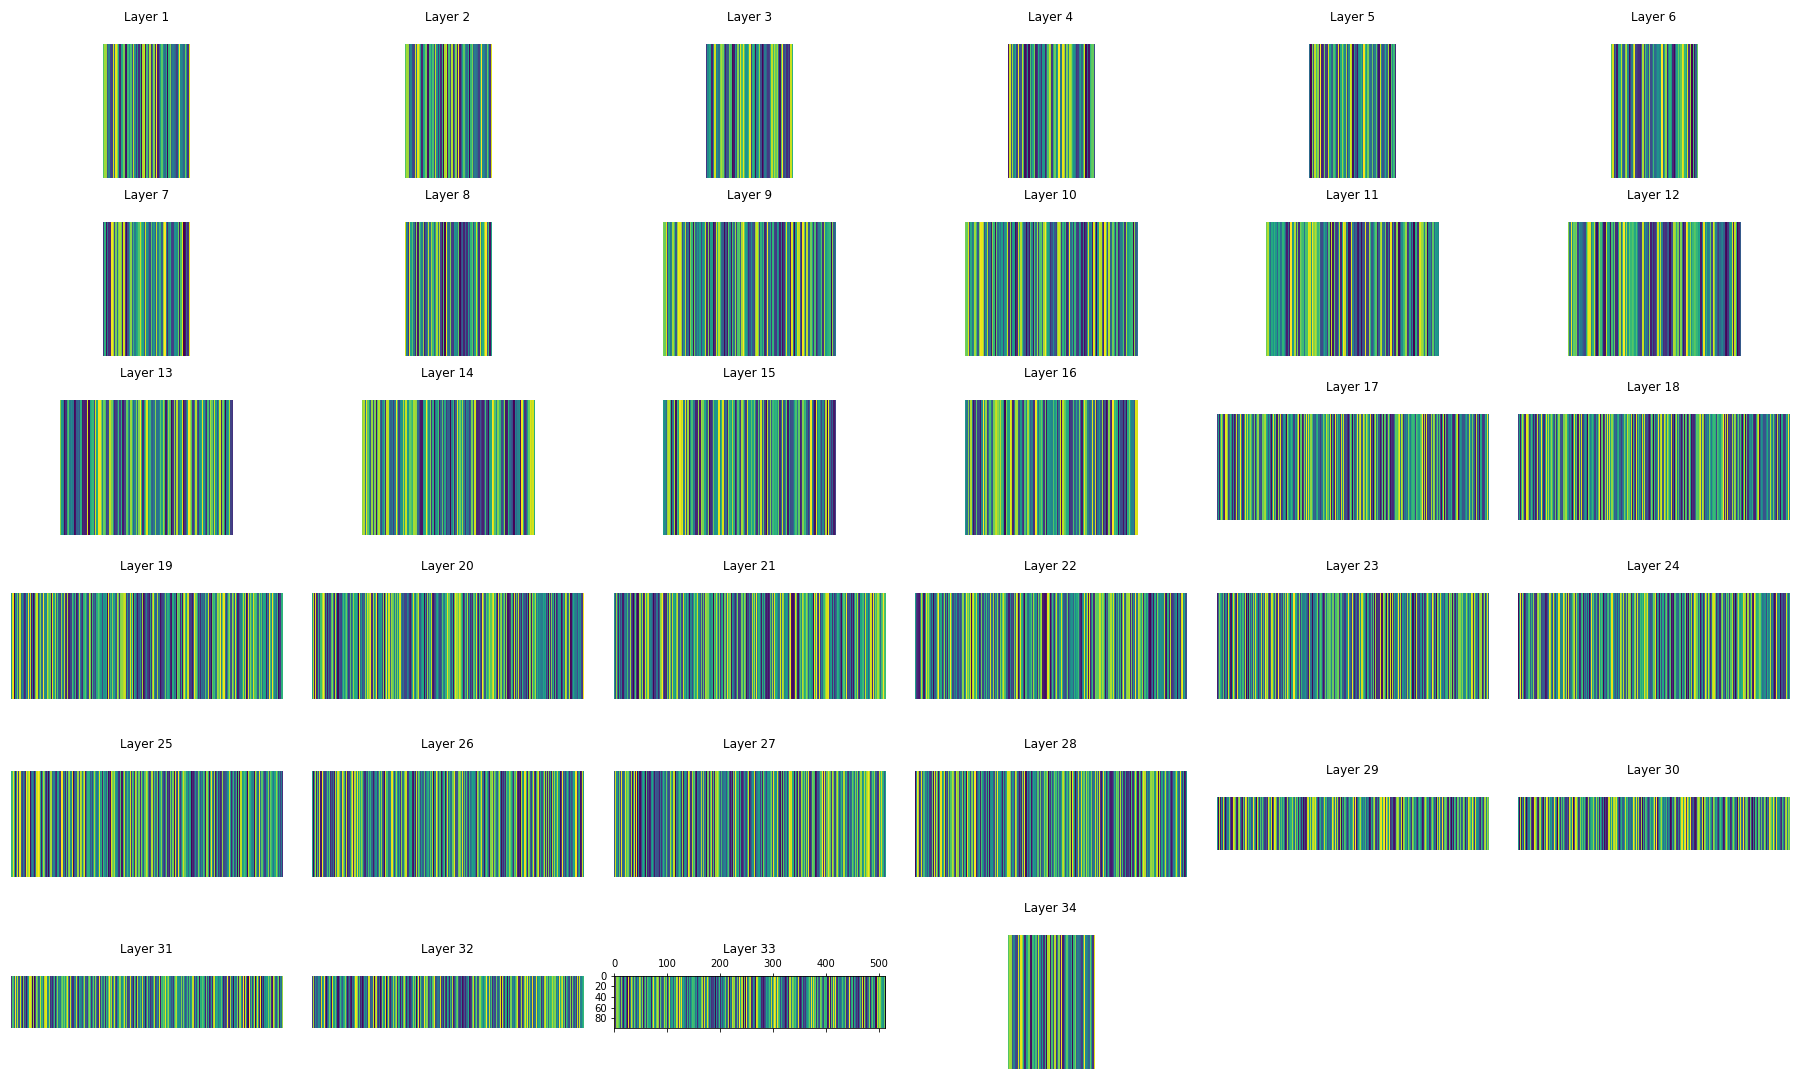 Layer 1 Layer 2 Layer 3 Layer 4 Layer 5 Layer 6
Layer 7 Layer 8 Layer 9 Layer 10 Layer 11 Layer 12
Layer 13 Layer 14 Layer 15 Layer 16 Layer 17 Layer 18
Layer 19 Layer 20 Layer 21 Layer 22 Layer 23 Layer 24
Layer 25 Layer 26 Layer 27 Layer 28 Layer 29 Layer 30
Layer 31 Layer 32 Layer 33 Layer 34
0 100 200 300 400 500
0
20
40
60
80